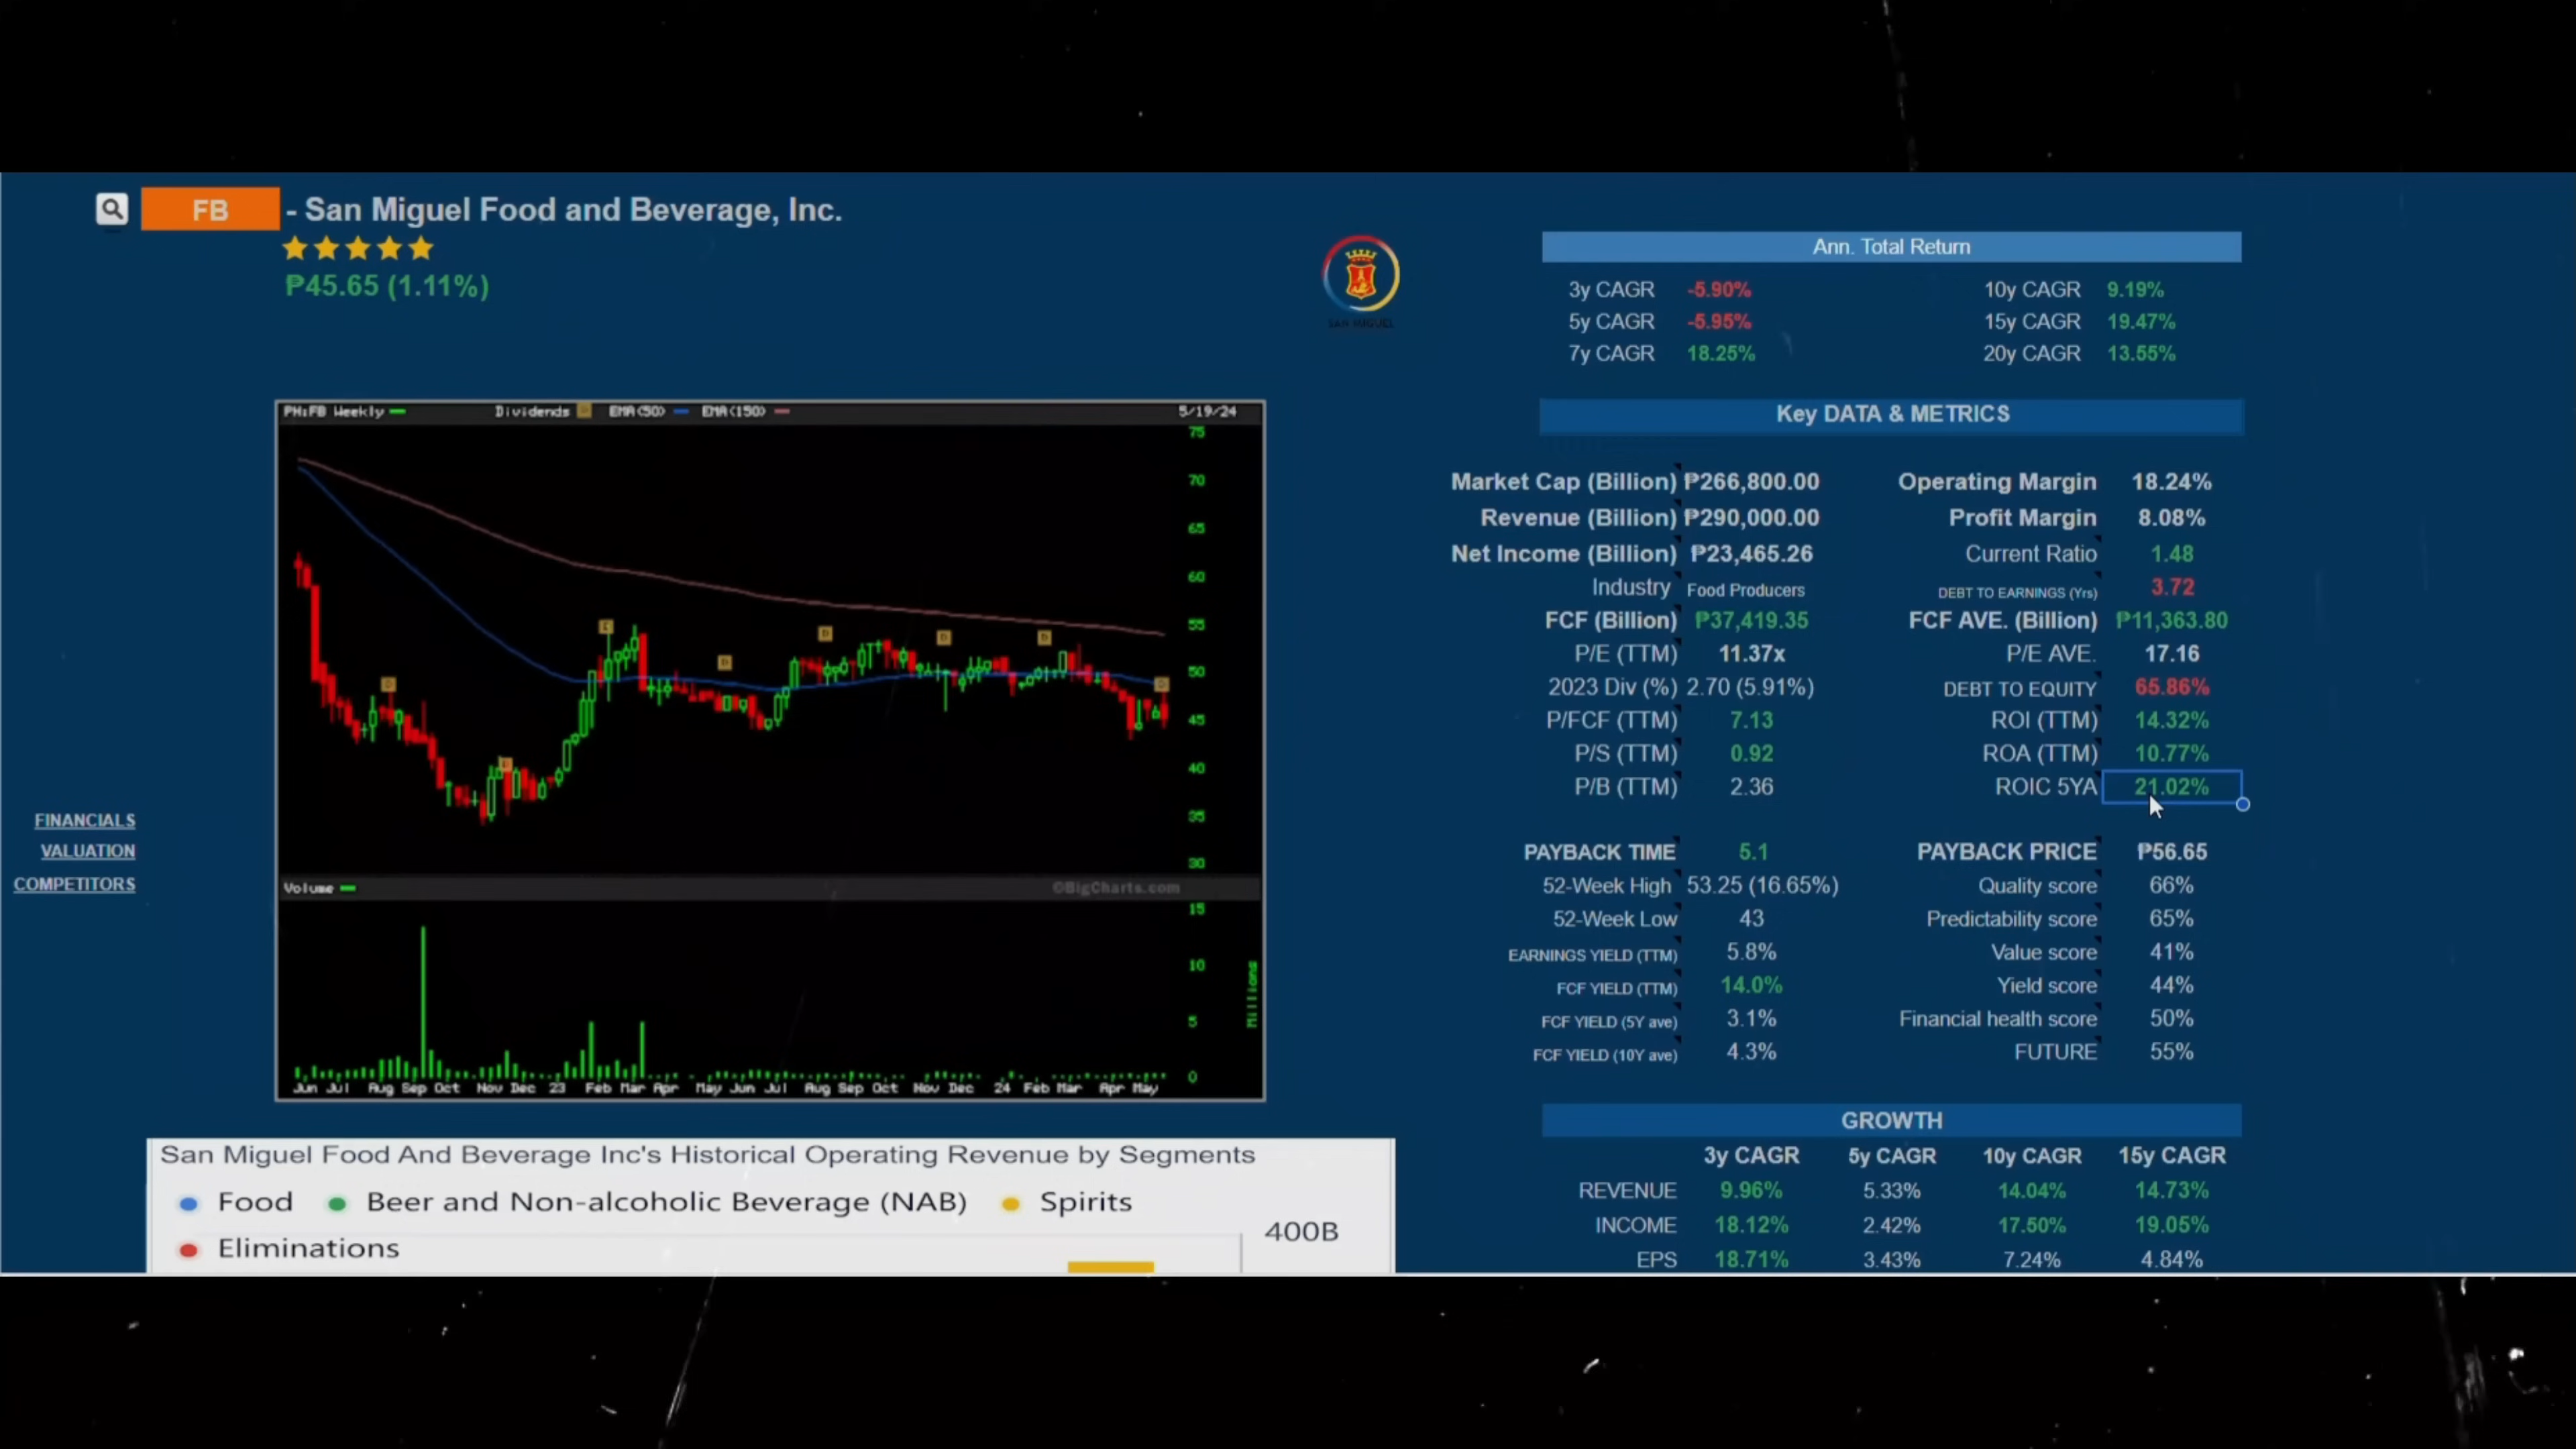 FB - San Miguel Food and Beverage, Inc.
₱45.65 (1.11%)
SAN MIGUEL
FINANCIALS
VALUATION
COMPETITORS
PH:FB Weekly Dividends D EMA(50) EMA(150) 5/19/24
75
70
65
60
55
50
45
40
35
30
D
D
D
D
D
D
D
Volume ©BigCharts.com
15
10
5
0
Millions
Jun Jul Aug Sep Oct Nov Dec 23 Feb Mar Apr May Jun Jul Aug Sep Oct Nov Dec 24 Feb Mar Apr May
San Miguel Food And Beverage Inc's Historical Operating Revenue by Segments
Food Beer and Non-alcoholic Beverage (NAB) Spirits
Eliminations
400B
Ann. Total Return
3y CAGR -5.90% 10y CAGR 9.19%
5y CAGR -5.95% 15y CAGR 19.47%
7y CAGR 18.25% 20y CAGR 13.55%
Key DATA & METRICS
Market Cap (Billion) ₱266,800.00 Operating Margin 18.24%
Revenue (Billion) ₱290,000.00 Profit Margin 8.08%
Net Income (Billion) ₱23,465.26 Current Ratio 1.48
Industry Food Producers DEBT TO EARNINGS (Yrs) 3.72
FCF (Billion) ₱37,419.35 FCF AVE. (Billion) ₱11,363.80
P/E (TTM) 11.37x P/E AVE. 17.16
2023 Div (%) 2.70 (5.91%) DEBT TO EQUITY 65.86%
P/FCF (TTM) 7.13 ROI (TTM) 14.32%
P/S (TTM) 0.92 ROA (TTM) 10.77%
P/B (TTM) 2.36 ROIC 5YA 21.02%
PAYBACK TIME 5.1 PAYBACK PRICE ₱56.65
52-Week High 53.25 (16.65%) Quality score 66%
52-Week Low 43 Predictability score 65%
EARNINGS YIELD (TTM) 5.8% Value score 41%
FCF YIELD (TTM) 14.0% Yield score 44%
FCF YIELD (5Y ave) 3.1% Financial health score 50%
FCF YIELD (10Y ave) 4.3% FUTURE 55%
GROWTH
3y CAGR 5y CAGR 10y CAGR 15y CAGR
REVENUE 9.96% 5.33% 14.04% 14.73%
INCOME 18.12% 2.42% 17.50% 19.05%
EPS 18.71% 3.43% 7.24% 4.84%